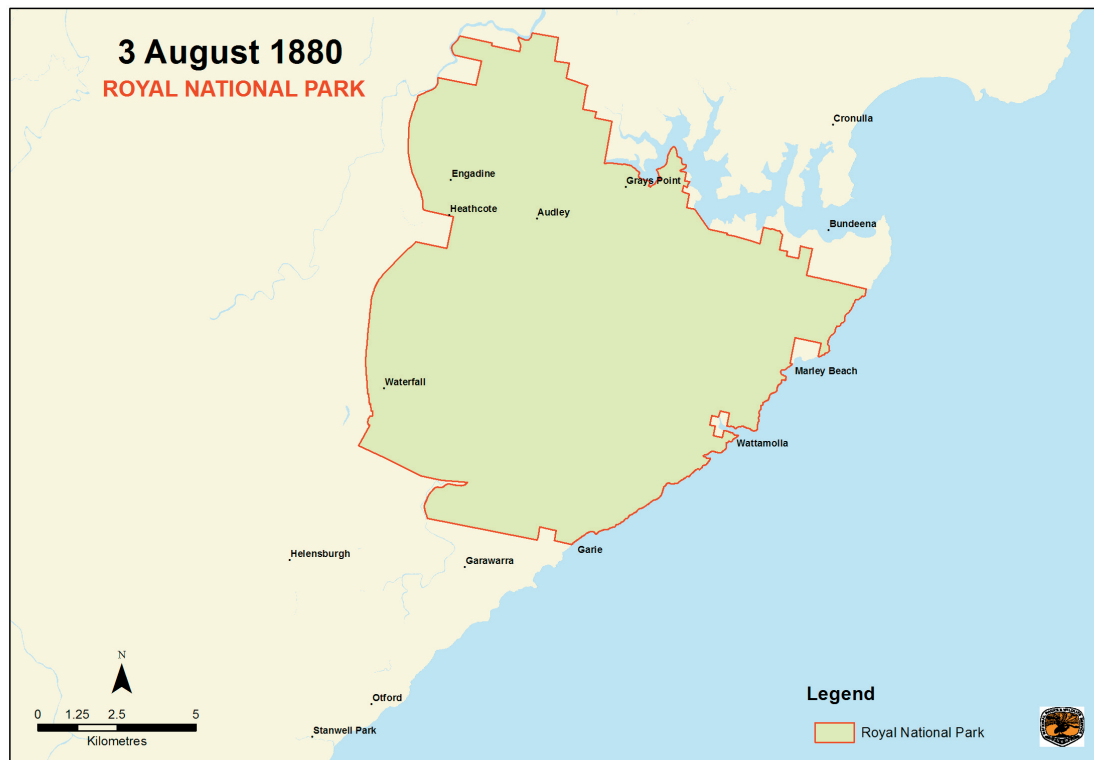 3 August 1880
ROYAL NATIONAL PARK
Cronulla
Engadine
Grays Point
Heathcote
Audley
Bundeena
Marley Beach
Waterfall
Wattamolla
Garie
Helensburgh
Garawarra
N
Otford
Stanwell Park
0 1.25 2.5 5
Kilometres
Legend
Royal National Park